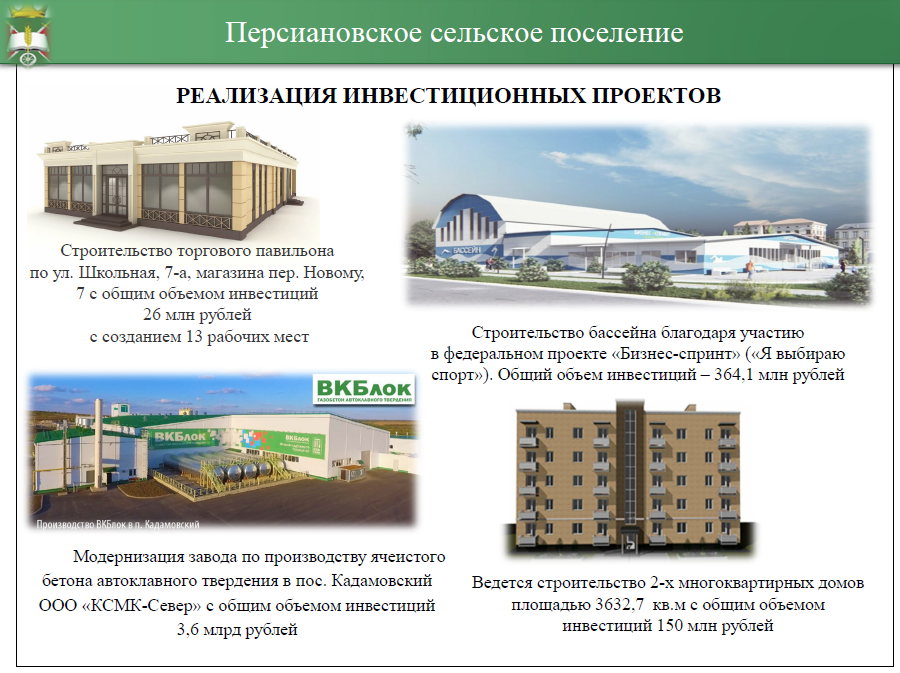 Персиановское сельское поселение
РЕАЛИЗАЦИЯ ИНВЕСТИЦИОННЫХ ПРОЕКТОВ
Строительство торгового павильона
по ул. Школьная, 7-а, магазина пер. Новому,
7 с общим объемом инвестиций
26 млн рублей
с созданием 13 рабочих мест
БАССЕЙН
Строительство бассейна благодаря участию
в федеральном проекте «Бизнес-спринт» («Я выбираю
спорт»). Общий объем инвестиций – 364,1 млн рублей
ВКБлок
ГАЗОБЕТОН АВТОКЛАВНОГО ТВЕРДЕНИЯ
ВКБлок
ВКБлок
Производство ВКБлок в п. Кадамовский
Модернизация завода по производству ячеистого
бетона автоклавного твердения в пос. Кадамовский
ООО «КСМК-Север» с общим объемом инвестиций
3,6 млрд рублей
Ведется строительство 2-х многоквартирных домов
площадью 3632,7 кв.м с общим объемом
инвестиций 150 млн рублей